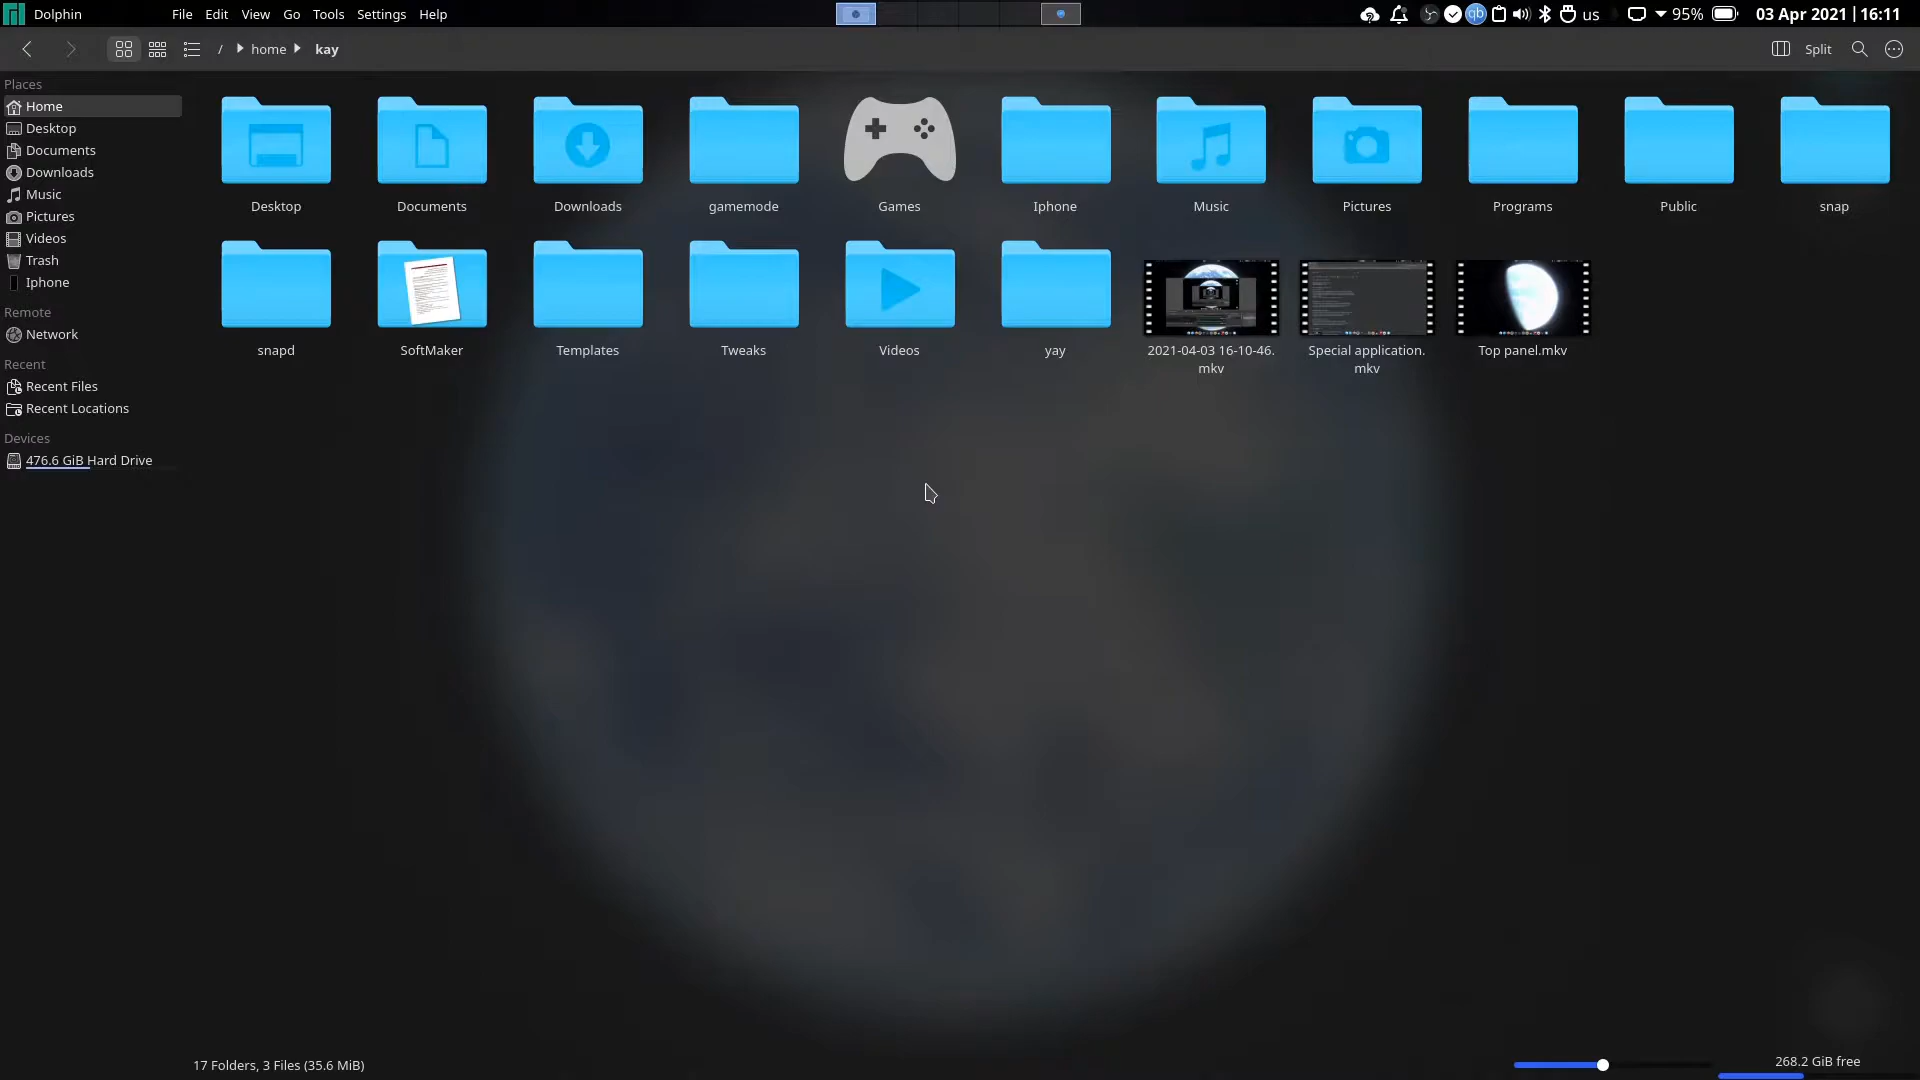 Dolphin File Edit View Go Tools Settings Help qb us 95% 03 Apr 2021 | 16:11
/ home kay Split
Places
Home
Desktop
Documents
Downloads
Music
Pictures
Videos
Trash
Iphone
Remote
Network
Recent
Recent Files
Recent Locations
Devices
476.6 GiB Hard Drive
Desktop Documents Downloads gamemode Games Iphone Music Pictures Programs Public snap
snapd SoftMaker Templates Tweaks Videos yay 2021-04-03 16-10-46. Special application. Top panel.mkv
mkv mkv
17 Folders, 3 Files (35.6 MiB) 268.2 GiB free